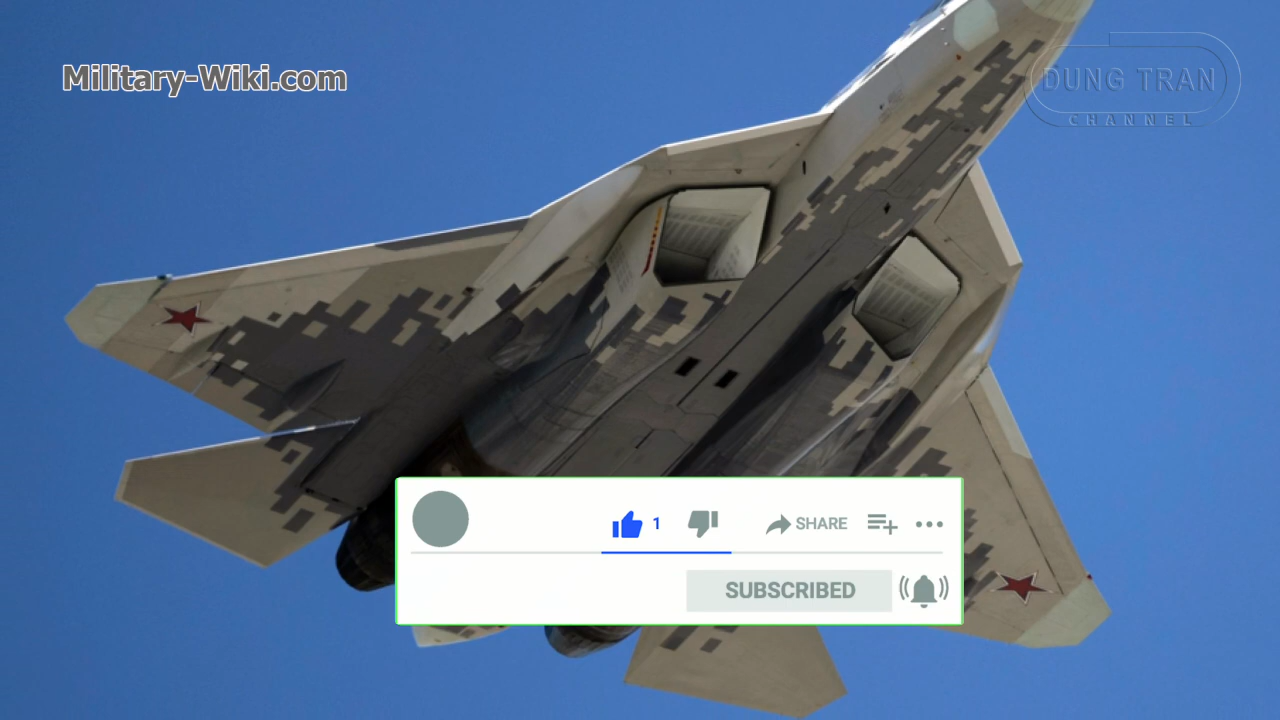 Military-Wiki.com
DUNG TRAN
CHANNEL
1
SHARE
SUBSCRIBED